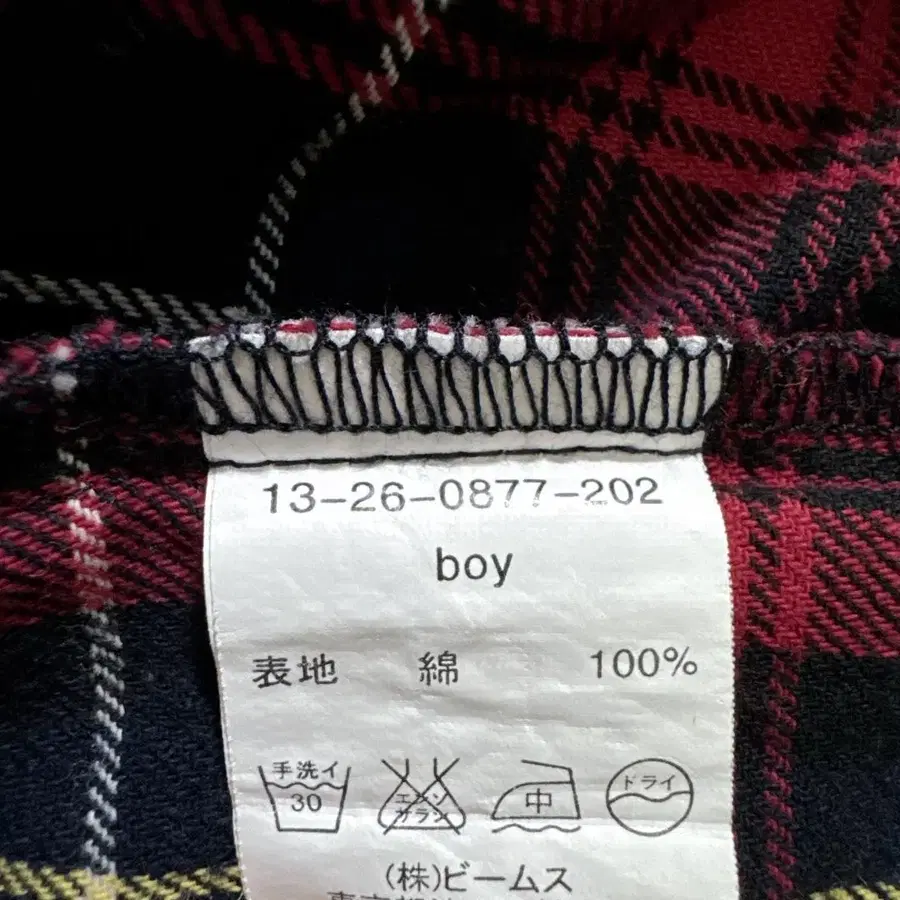 13-26-0877-202
boy
表地 綿 100%
手洗イ 30 エンソ サラシ 中 ドライ
(株)ビームス